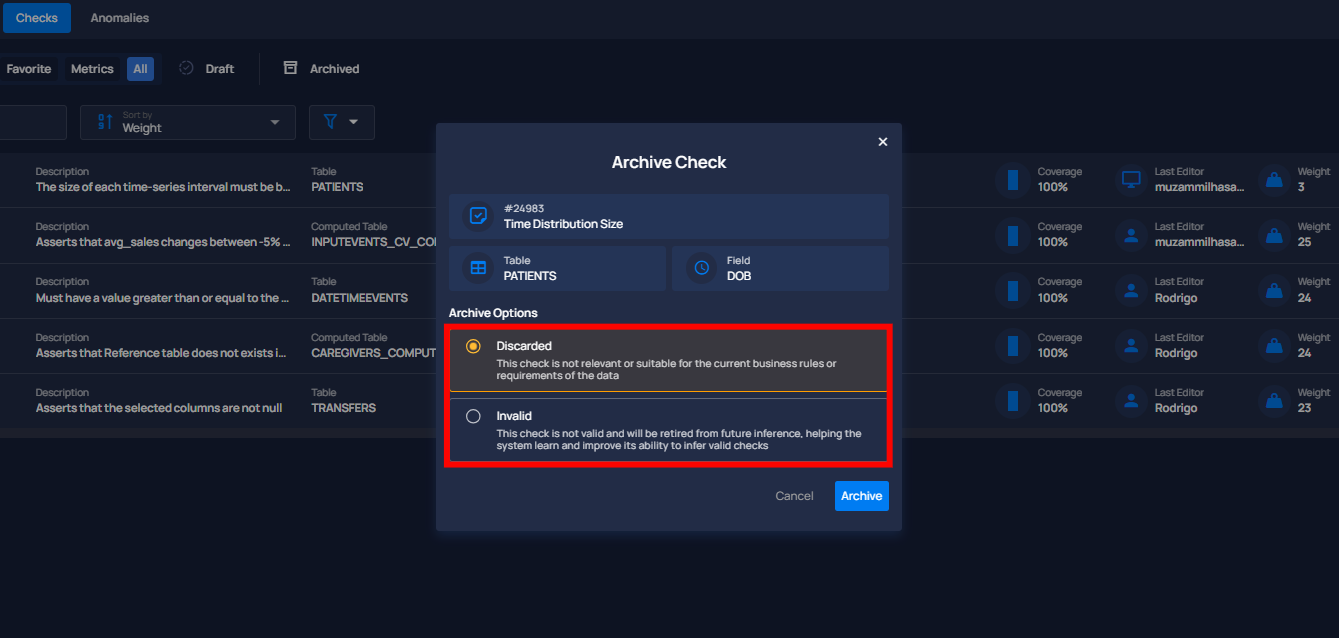 Checks
Anomalies
Favorite
Metrics
All
Draft
Archived
Sort by
Weight
Description
The size of each time-series interval must be b...
Table
PATIENTS
Coverage
100%
Last Editor
muzammilhasa...
Weight
3
Description
Asserts that avg_sales changes between -5% ...
Computed Table
INPUTEVENTS_CV_CO
Coverage
100%
Last Editor
muzammilhasa...
Weight
25
Description
Must have a value greater than or equal to the ...
Table
DATETIMEEVENTS
Coverage
100%
Last Editor
Rodrigo
Weight
24
Description
Asserts that Reference table does not exists i...
Computed Table
CAREGIVERS_COMPUT
Coverage
100%
Last Editor
Rodrigo
Weight
24
Description
Asserts that the selected columns are not null
Table
TRANSFERS
Coverage
100%
Last Editor
Rodrigo
Weight
23
Archive Check
#24983
Time Distribution Size
Table
PATIENTS
Field
DOB
Archive Options
Discarded
This check is not relevant or suitable for the current business rules or
requirements of the data
Invalid
This check is not valid and will be retired from future inference, helping the
system learn and improve its ability to infer valid checks
Cancel
Archive